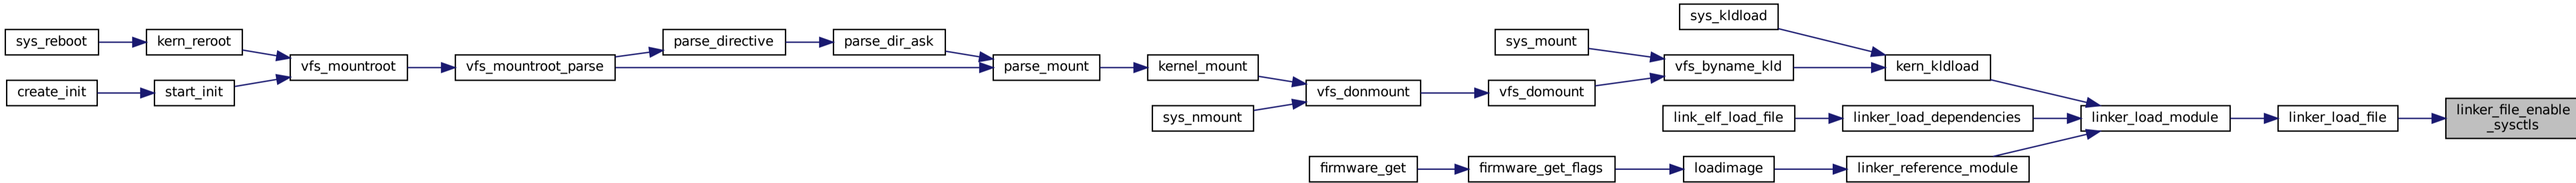 sys_reboot
kern_reroot
create_init
start_init
vfs_mountroot
vfs_mountroot_parse
parse_directive
parse_dir_ask
parse_mount
kernel_mount
sys_nmount
vfs_donmount
vfs_domount
sys_mount
vfs_byname_kld
sys_kldload
kern_kldload
link_elf_load_file
linker_load_dependencies
firmware_get
firmware_get_flags
loadimage
linker_reference_module
linker_load_module
linker_load_file
linker_file_enable
_sysctls